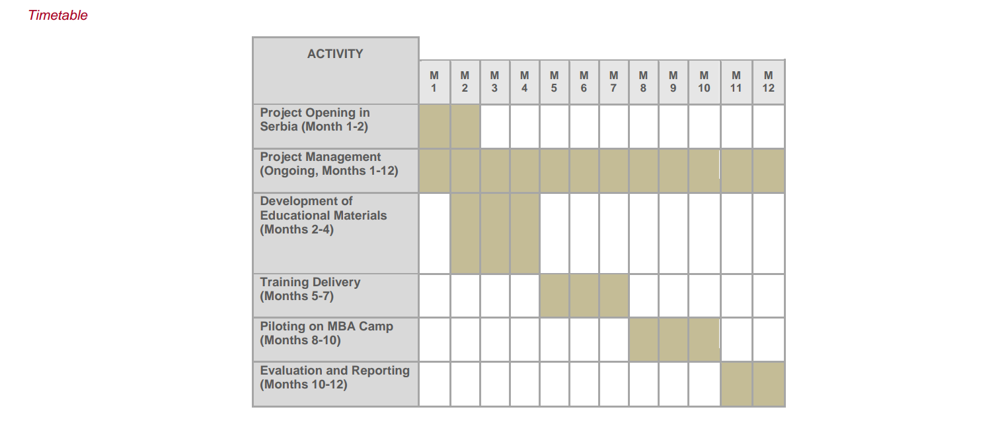 Timetable
ACTIVITY
M M M M M M M M M M M M
1 2 3 4 5 6 7 8 9 10 11 12
Project Opening in
Serbia (Month 1-2)
Project Management
(Ongoing, Months 1-12)
Development of
Educational Materials
(Months 2-4)
Training Delivery
(Months 5-7)
Piloting on MBA Camp
(Months 8-10)
Evaluation and Reporting
(Months 10-12)